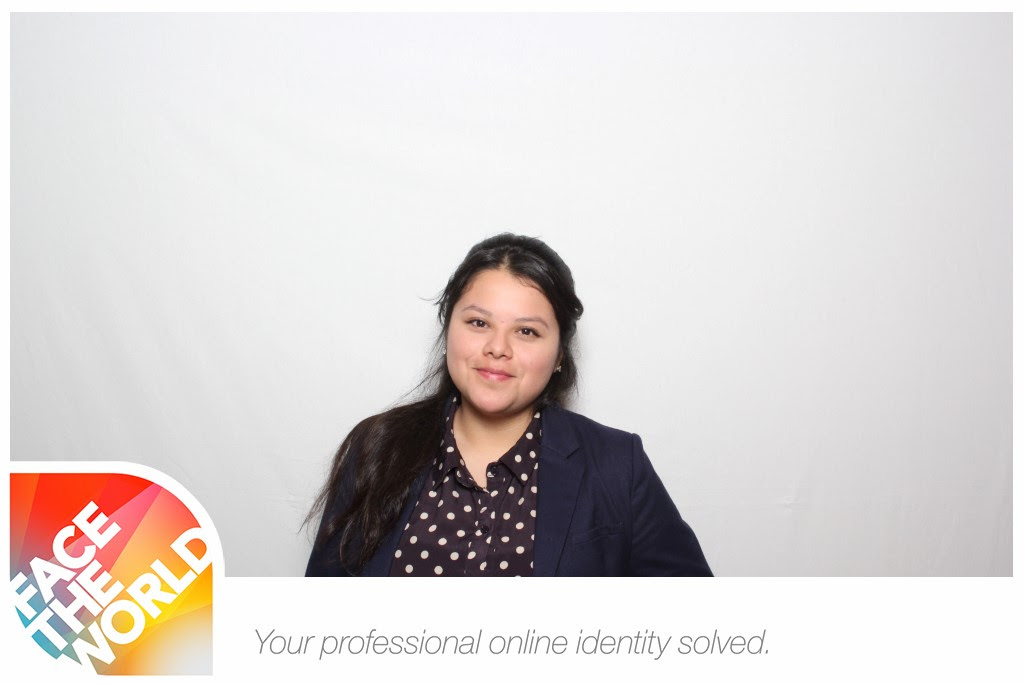 FACE
THE
WORLD
Your professional online identity solved.